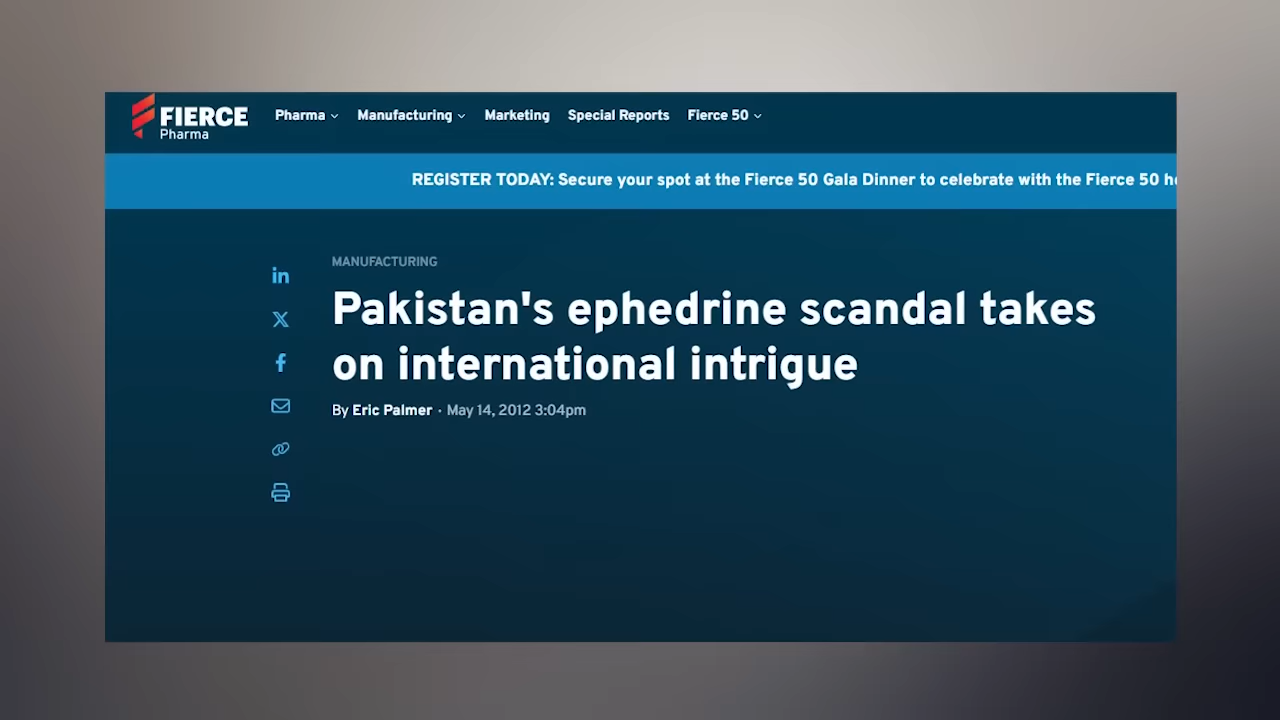 FIERCE
Pharma
Pharma Manufacturing Marketing Special Reports Fierce 50
REGISTER TODAY: Secure your spot at the Fierce 50 Gala Dinner to celebrate with the Fierce 50
MANUFACTURING
Pakistan's ephedrine scandal takes
on international intrigue
By Eric Palmer · May 14, 2012 3:04pm